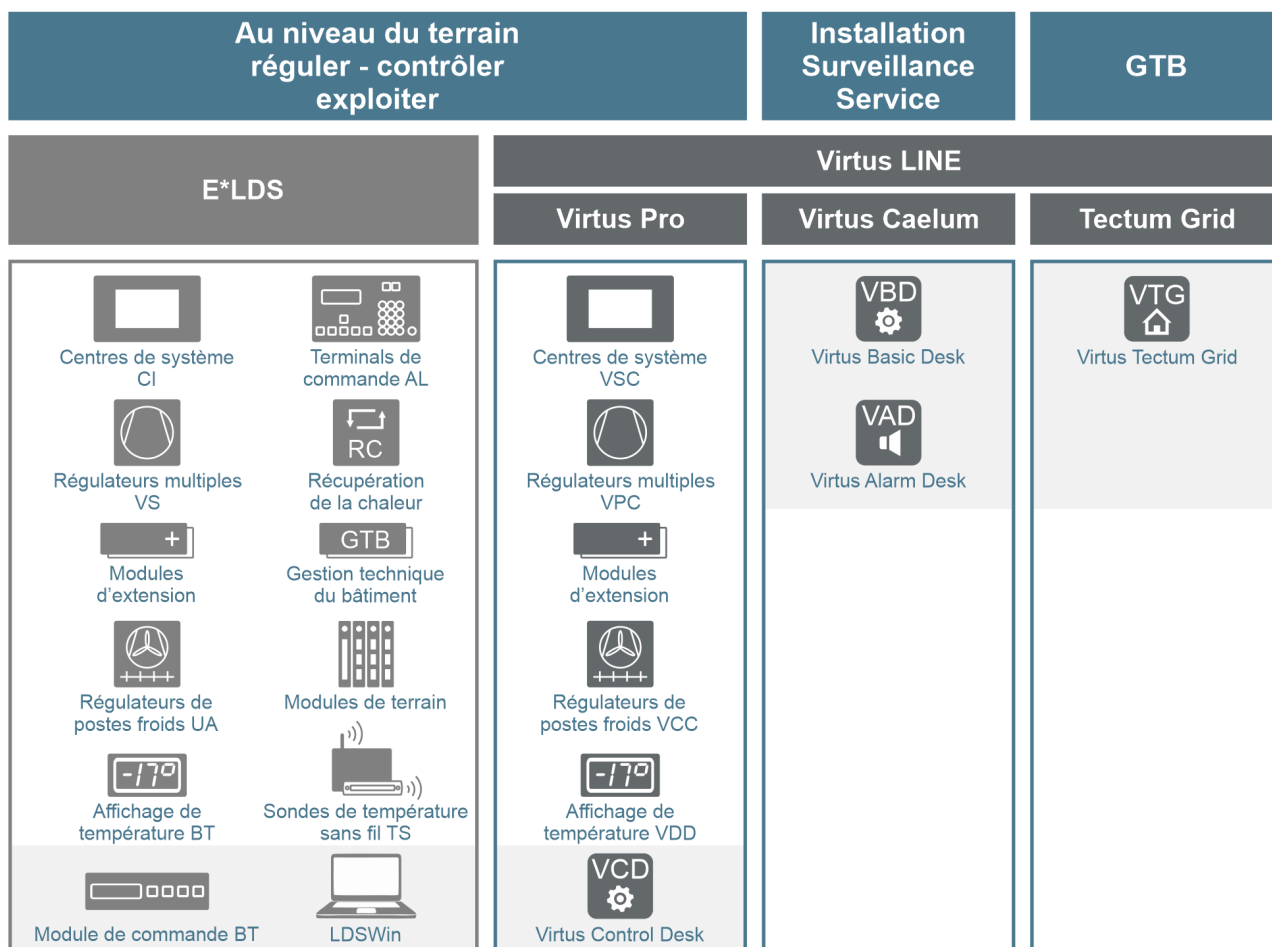 Au niveau du terrain
réguler - contrôler
exploiter
Installation
Surveillance
Service
GTB
E*LDS
Virtus LINE
Virtus Pro
Virtus Caelum
Tectum Grid
Centres de système
CI
Terminals de
commande AL
Centres de système
VSC
VBD
Virtus Basic Desk
VTG
Virtus Tectum Grid
Régulateurs multiples
VS
RC
Récupération
de la chaleur
Régulateurs multiples
VPC
VAD
Virtus Alarm Desk
+
Modules
d'extension
GTB
Gestion technique
du bâtiment
+
Modules
d'extension
Régulateurs de
postes froids UA
Modules de terrain
Régulateurs de
postes froids VCC
-17°
Affichage de
température BT
Sondes de température
sans fil TS
-17°
Affichage de
température VDD
Module de commande BT
LDSWin
VCD
Virtus Control Desk